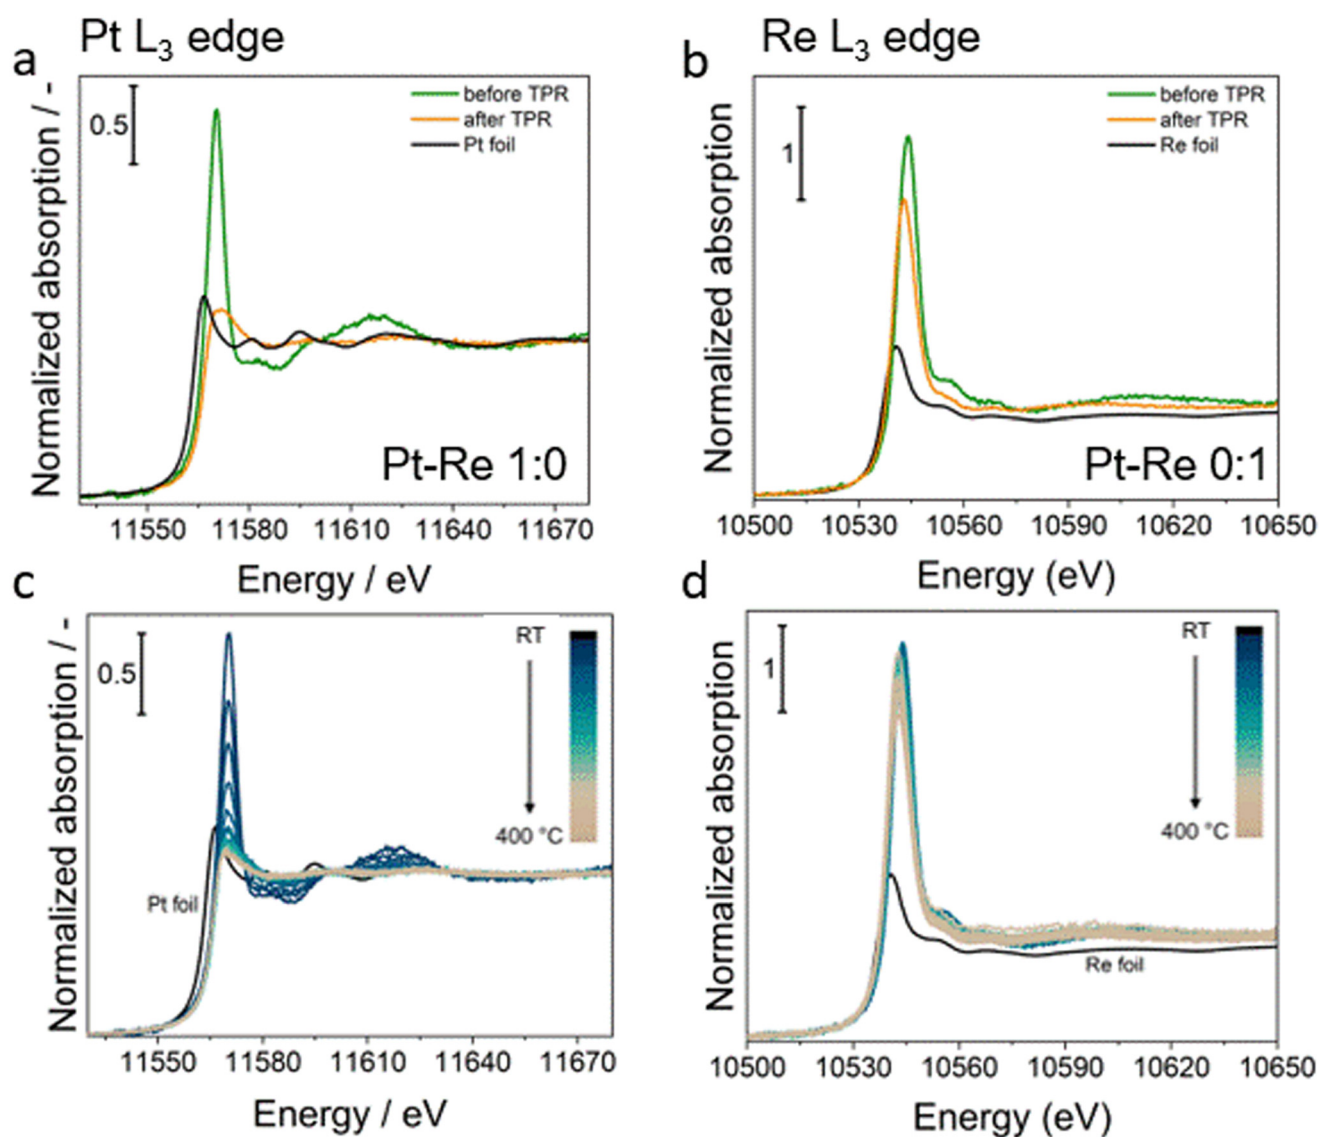 Pt L₃ edge
a
0.5
before TPR
after TPR
Pt foil
Normalized absorption / -
Pt-Re 1:0
11550 11580 11610 11640 11670
Energy / eV
Re L₃ edge
b
1
before TPR
after TPR
Re foil
Normalized absorption
Pt-Re 0:1
10500 10530 10560 10590 10620 10650
Energy (eV)
c
0.5
RT
400 °C
Pt foil
Normalized absorption / -
11550 11580 11610 11640 11670
Energy / eV
d
1
RT
400 °C
Re foil
Normalized absorption
10500 10530 10560 10590 10620 10650
Energy (eV)